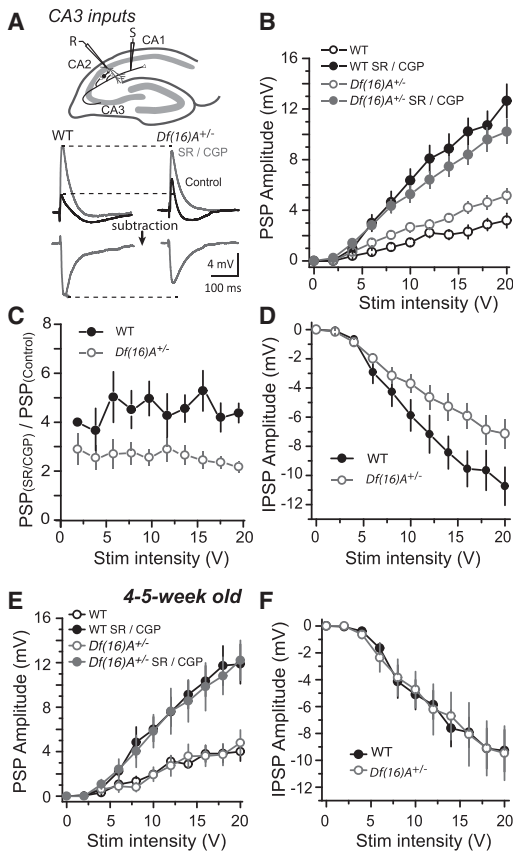 A
CA3 inputs
S
R
CA1
CA2
CA3
WT
Df(16)A+/-
SR / CGP
Control
subtraction
4 mV
100 ms
B
WT
WT SR / CGP
Df(16)A+/-
Df(16)A+/- SR / CGP
PSP Amplitude (mV)
16
12
8
4
0
0 5 10 15 20
Stim intensity (V)
C
WT
Df(16)A+/-
PSP(SR/CGP) / PSP(Control)
8
6
4
2
0
0 5 10 15 20
Stim intensity (V)
D
IPSP Amplitude (mV)
0
-2
-4
-6
-8
-10
-12
WT
Df(16)A+/-
0 5 10 15 20
Stim intensity (V)
4-5-week old
E
WT
WT SR / CGP
Df(16)A+/-
Df(16)A+/- SR / CGP
PSP Amplitude (mV)
16
12
8
4
0
0 5 10 15 20
Stim intensity (V)
F
IPSP Amplitude (mV)
0
-2
-4
-6
-8
-10
-12
WT
Df(16)A+/-
0 5 10 15 20
Stim intensity (V)